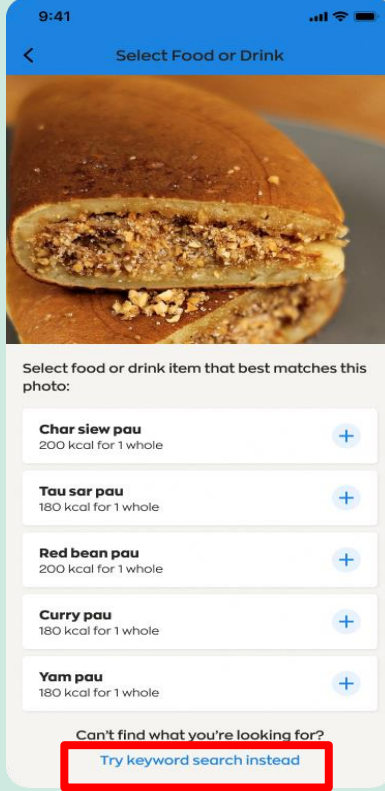 9:41
Select Food or Drink
Select food or drink item that best matches this
photo:
Char siew pau
200 kcal for 1 whole
Tau sar pau
180 kcal for 1 whole
Red bean pau
200 kcal for 1 whole
Curry pau
180 kcal for 1 whole
Yam pau
180 kcal for 1 whole
Can't find what you're looking for?
Try keyword search instead